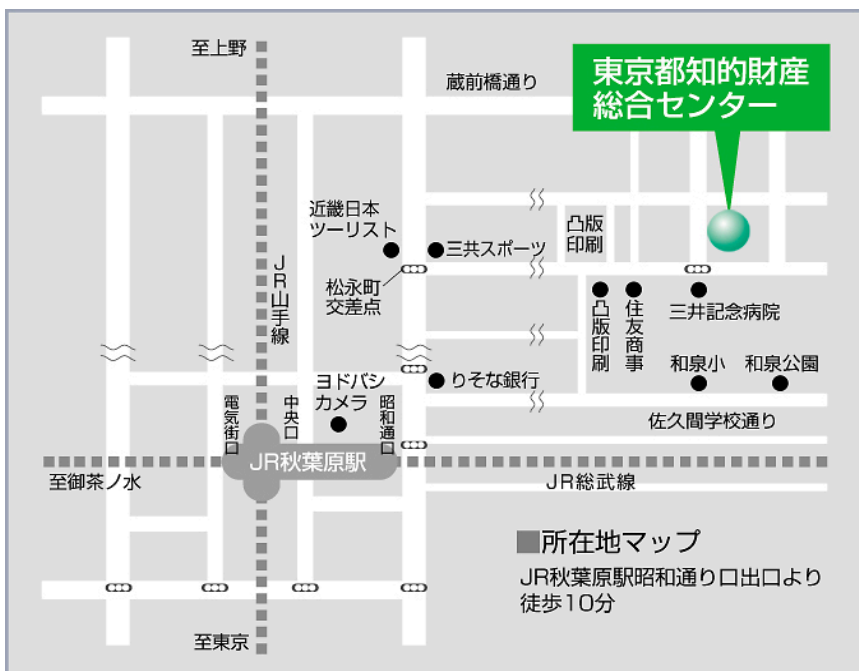 至上野
蔵前橋通り
東京都知的財産
総合センター
近畿日本
ツーリスト
三共スポーツ
凸版
印刷
JR山手線
松永町
交差点
凸版印刷
住友商事
三井記念病院
ヨドバシ
カメラ
りそな銀行
和泉小
和泉公園
電気街口
中央口
昭和通口
佐久間学校通り
JR秋葉原駅
至御茶ノ水
JR総武線
■所在地マップ
JR秋葉原駅昭和通り口出口より
徒歩10分
至東京